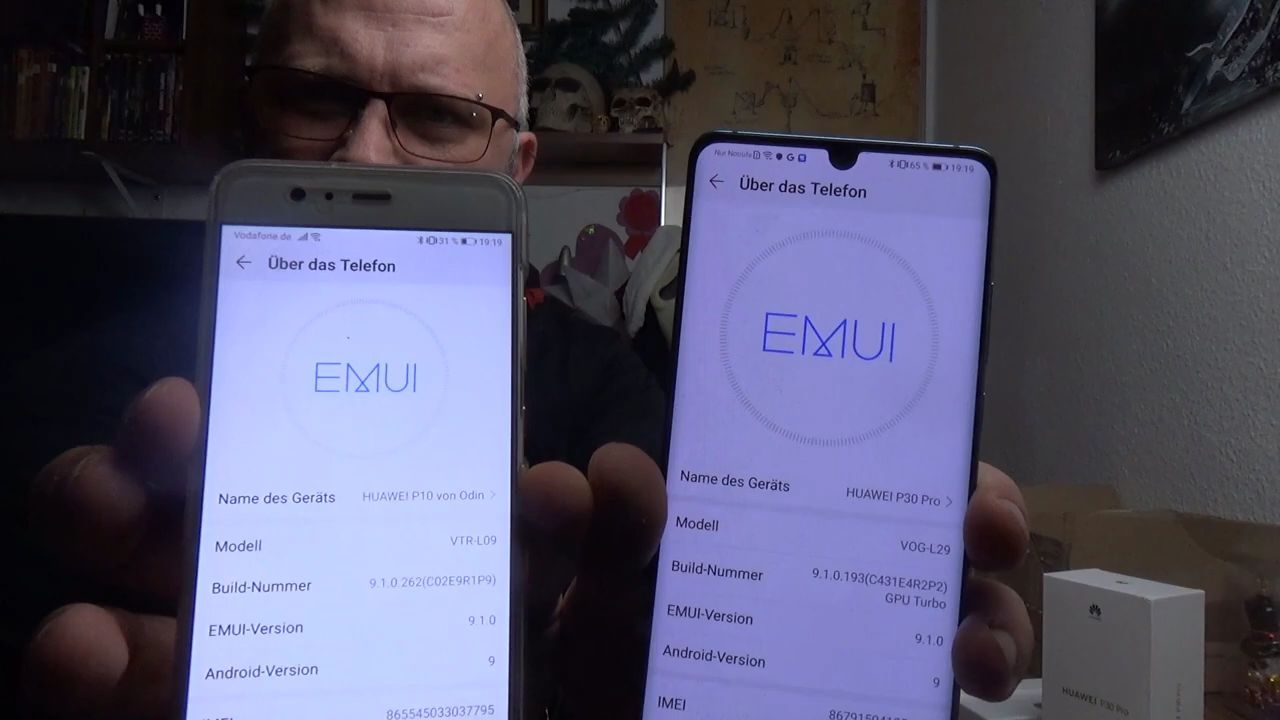 Vodafone.de 31 % 19:19
Über das Telefon
EMUI
Name des Geräts HUAWEI P10 von Odin
Modell VTR-L09
Build-Nummer 9.1.0.262(C02E9R1P9)
EMUI-Version 9.1.0
Android-Version 9
865545033037795
Nur Notrufe 65 % 19:19
Über das Telefon
EMUI
Name des Geräts HUAWEI P30 Pro
Modell VOG-L29
Build-Nummer 9.1.0.193(C431E4R2P2)
GPU Turbo
EMUI-Version 9.1.0
Android-Version 9
IMEI
HUAWEI P30 Pro